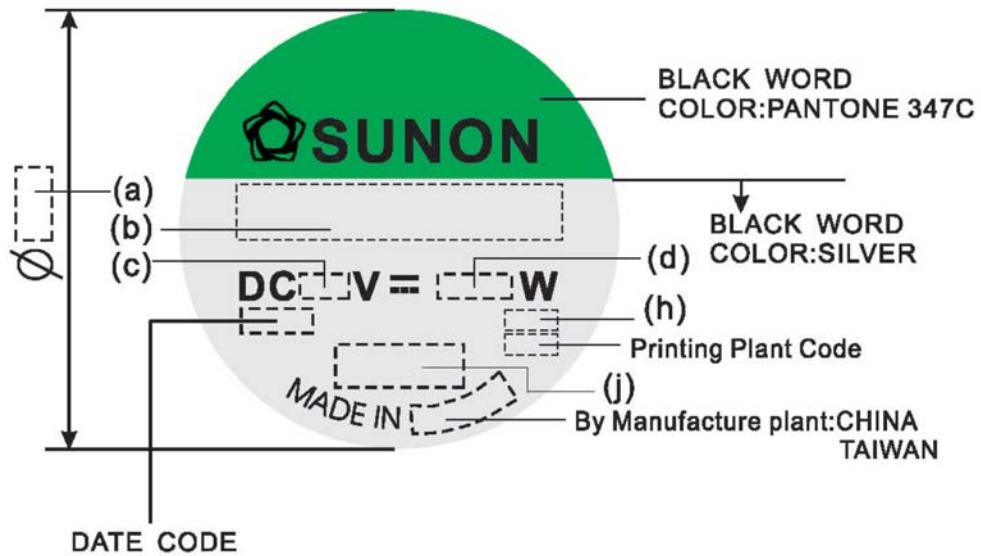 BLACK WORD
COLOR:PANTONE 347C
SUNON
(a)
(b)
BLACK WORD
COLOR:SILVER
(c)
(d)
DC V W
(h)
Printing Plant Code
(j)
MADE IN
By Manufacture plant:CHINA
TAIWAN
Ø
DATE CODE